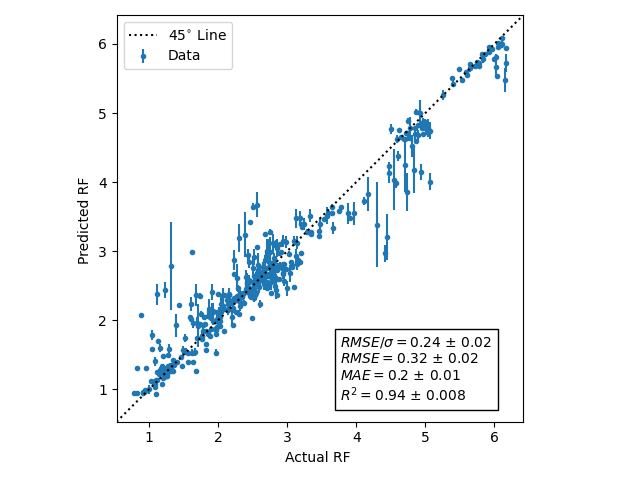 45° Line
Data
6
5
4
3
2
1
Predicted RF
RMSE/σ = 0.24 ± 0.02
RMSE = 0.32 ± 0.02
MAE = 0.2 ± 0.01
R² = 0.94 ± 0.008
1 2 3 4 5 6
Actual RF